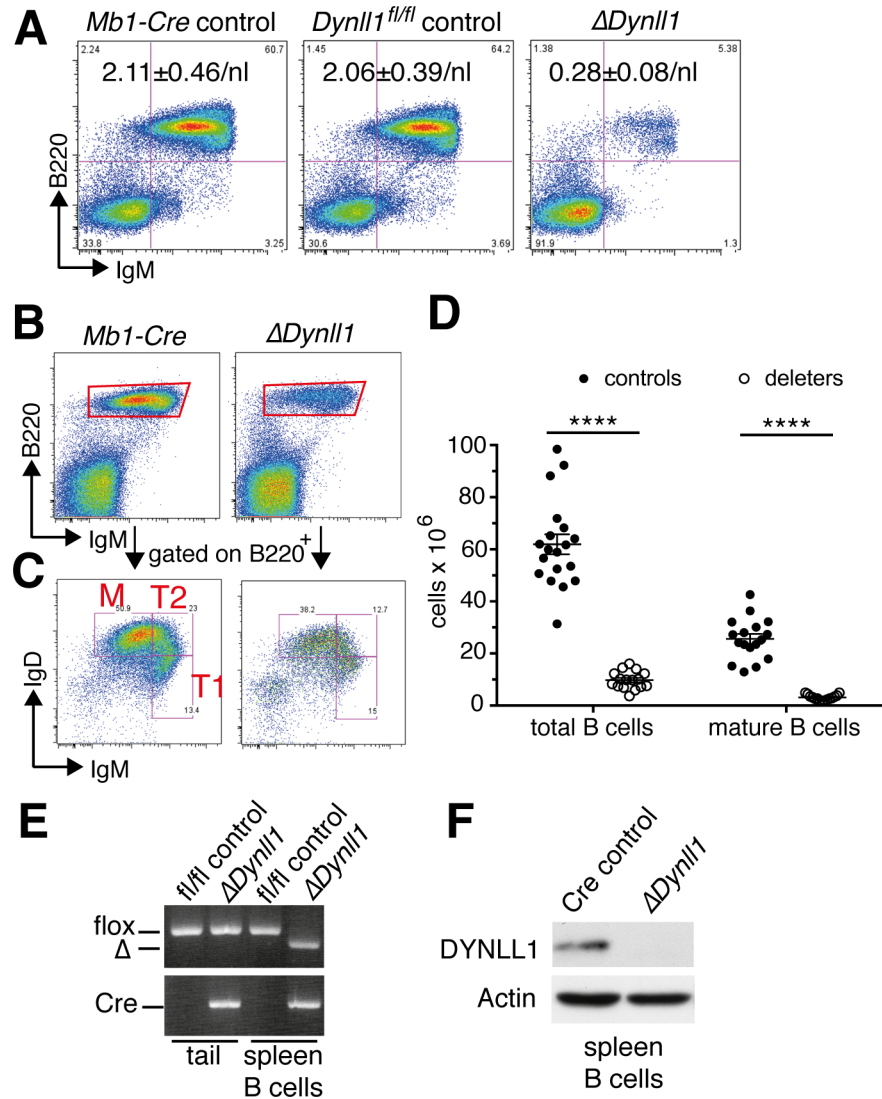 A
Mb1-Cre control
Dynll1fl/fl control
ΔDynll1
2.24
60.7
2.11±0.46/nl
33.8
3.25
1.45
64.2
2.06±0.39/nl
30.6
3.69
1.38
5.38
0.28±0.08/nl
91.9
1.3
B220
IgM
B
Mb1-Cre
ΔDynll1
B220
IgM
gated on B220+
C
M
T2
T1
50.9
23
13.4
38.2
12.7
15
IgD
IgM
D
controls
deleters
****
****
100
80
60
40
20
0
cells x 10⁶
total B cells
mature B cells
E
fl/fl control
ΔDynll1
fl/fl control
ΔDynll1
flox
Δ
Cre
tail
spleen
B cells
F
Cre control
ΔDynll1
DYNLL1
Actin
spleen
B cells